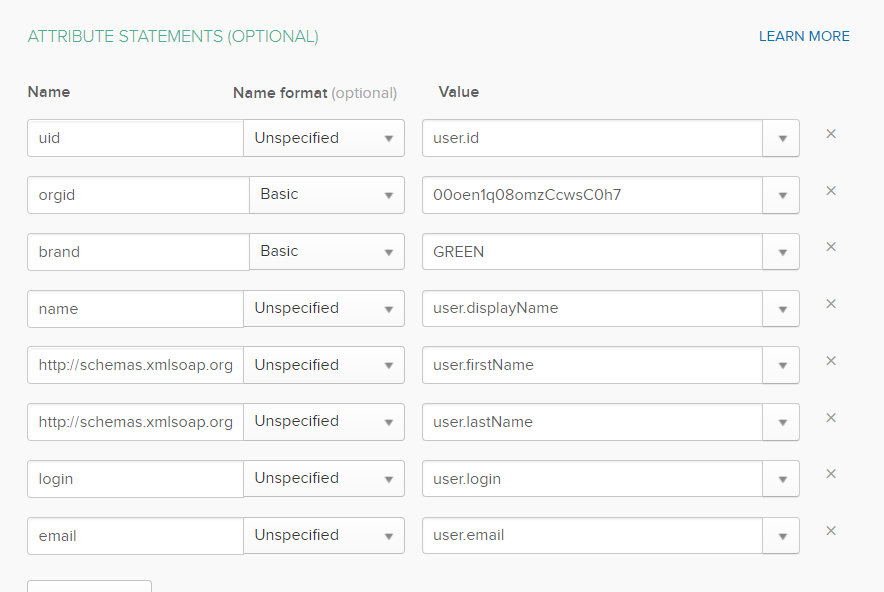 ATTRIBUTE STATEMENTS (OPTIONAL) LEARN MORE
Name Name format (optional) Value
uid Unspecified user.id
orgid Basic 00oen1q08omzCcwsC0h7
brand Basic GREEN
name Unspecified user.displayName
http://schemas.xmlsoap.org Unspecified user.firstName
http://schemas.xmlsoap.org Unspecified user.lastName
login Unspecified user.login
email Unspecified user.email